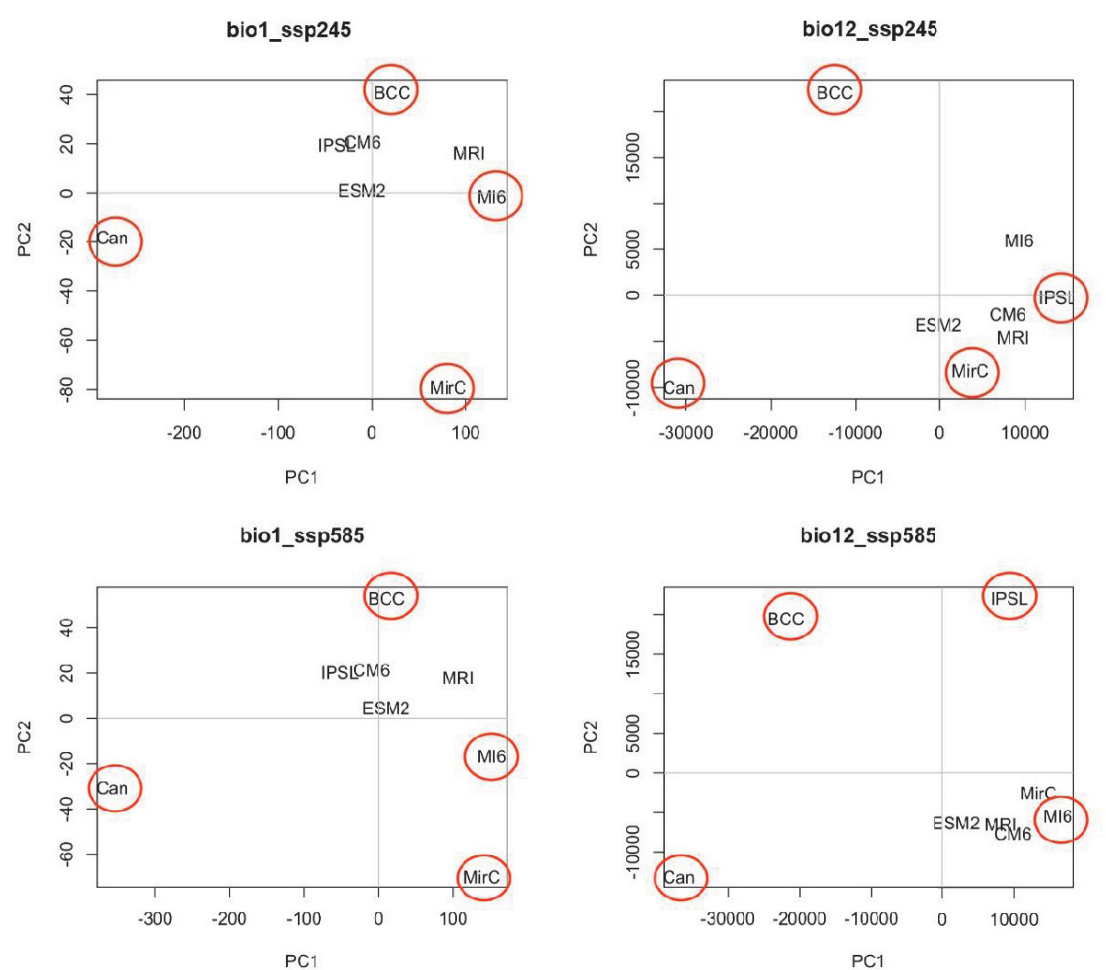 bio1_ssp245
40
20
0
-20
-40
-60
-80
PC2
BCC
IPSL
CM6
MRI
ESM2
MI6
Can
MirC
-200
-100
0
100
PC1
bio12_ssp245
15000
5000
0
-10000
PC2
BCC
MI6
IPSL
CM6
ESM2
MRI
MirC
Can
-30000
-20000
-10000
0
10000
PC1
bio1_ssp585
40
20
0
-20
-40
-60
PC2
BCC
IPSL
CM6
MRI
ESM2
MI6
Can
MirC
-300
-200
-100
0
100
PC1
bio12_ssp585
15000
5000
0
-10000
PC2
IPSL
BCC
MirC
MI6
ESM2
MRI
CM6
Can
-30000
-20000
-10000
0
10000
PC1